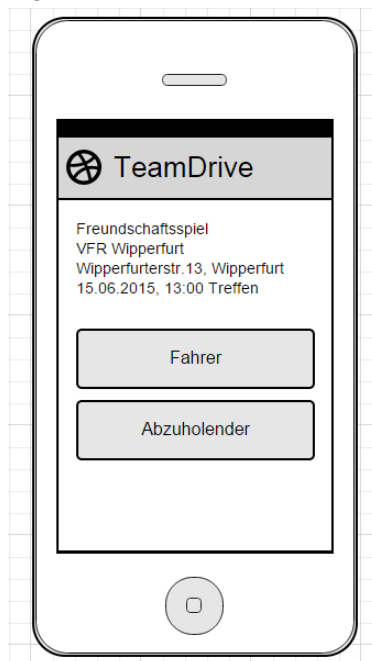 TeamDrive
Freundschaftsspiel
VFR Wipperfurt
Wipperfurterstr.13, Wipperfurt
15.06.2015, 13:00 Treffen
Fahrer
Abzuholender